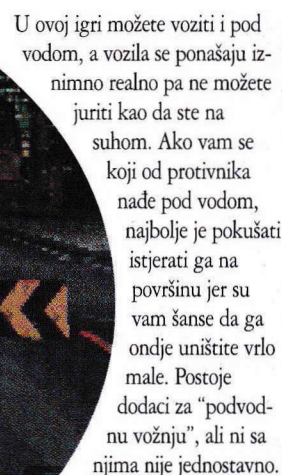 U ovoj igri možete voziti i pod
vodom, a vozila se ponašaju iz-
nimno realno pa ne možete
juriti kao da ste na
suhom. Ako vam se
koji od protivnika
nađe pod vodom,
najbolje je pokušati
istjerati ga na
površinu jer su
vam šanse da ga
ondje uništite vrlo
male. Postoje
dodaci za "podvod-
nu vožnju", ali ni sa
njima nije jednostavno.